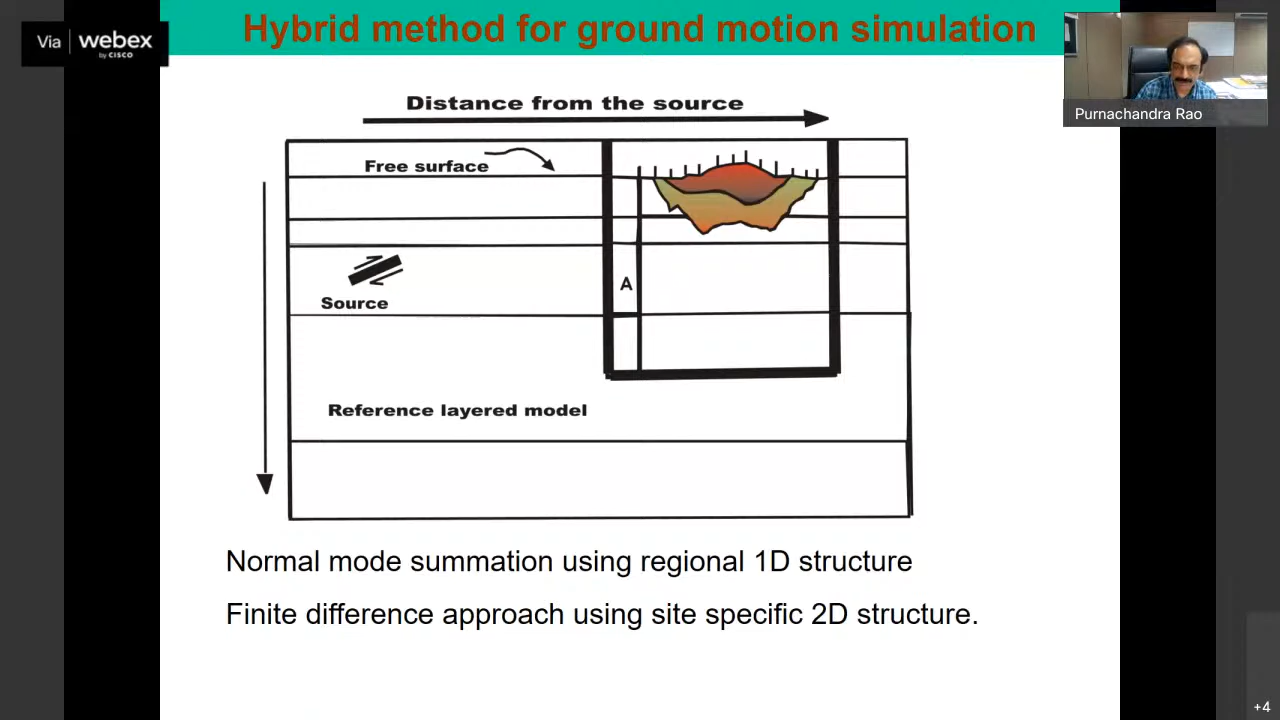 Hybrid method for ground motion simulation
Via webex
by CISCO
Purnachandra Rao
Distance from the source
Free surface
A
Source
Reference layered model
Normal mode summation using regional 1D structure
Finite difference approach using site specific 2D structure.
+4